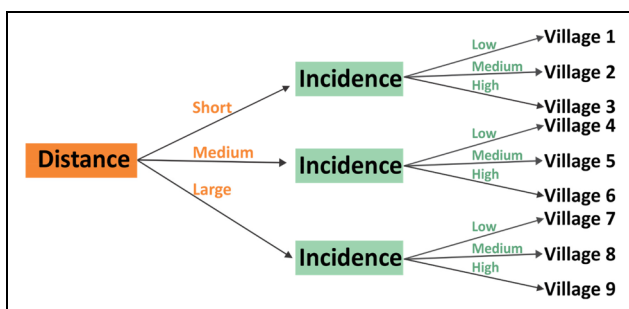 Distance
Short
Medium
Large
Incidence
Low
Medium
High
Village 1
Village 2
Village 3
Incidence
Low
Medium
High
Village 4
Village 5
Village 6
Incidence
Low
Medium
High
Village 7
Village 8
Village 9